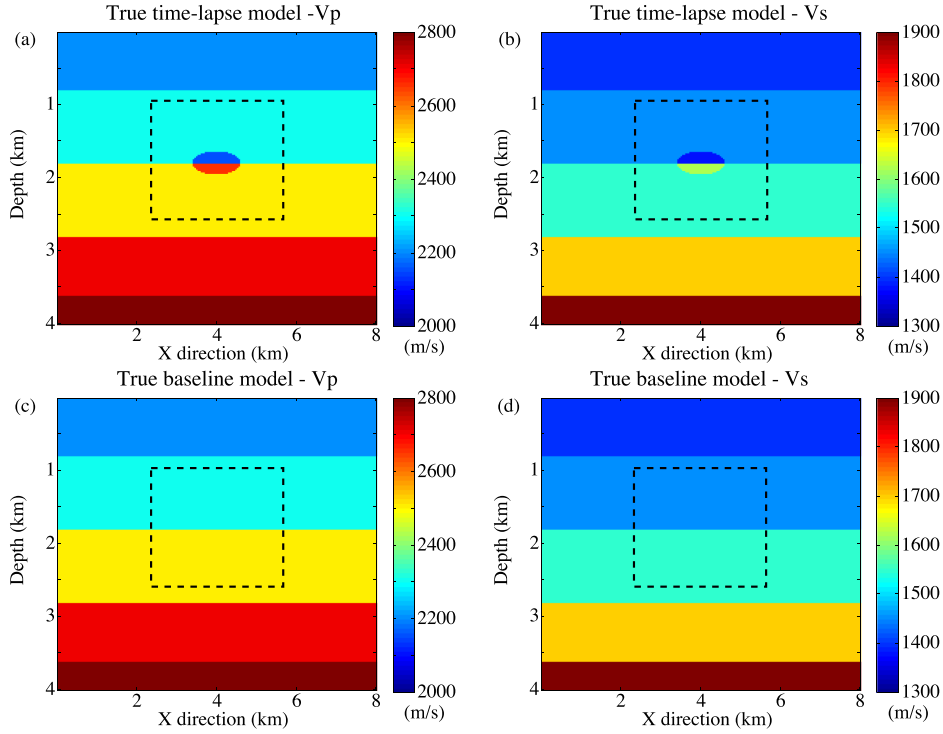 True time-lapse model -Vp
True time-lapse model - Vs
(a)
(b)
Depth (km)
1
2
3
4
2
4
6
8
X direction (km)
2800
2600
2400
2200
2000
(m/s)
Depth (km)
1
2
3
4
2
4
6
8
X direction (km)
1900
1800
1700
1600
1500
1400
1300
(m/s)
True baseline model - Vp
True baseline model - Vs
(c)
(d)
Depth (km)
1
2
3
4
2
4
6
8
X direction (km)
2800
2600
2400
2200
2000
(m/s)
Depth (km)
1
2
3
4
2
4
6
8
X direction (km)
1900
1800
1700
1600
1500
1400
1300
(m/s)